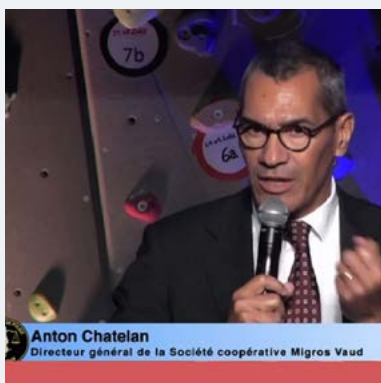 7b
6a
Anton Chatelan
Directeur général de la Société coopérative Migros Vaud